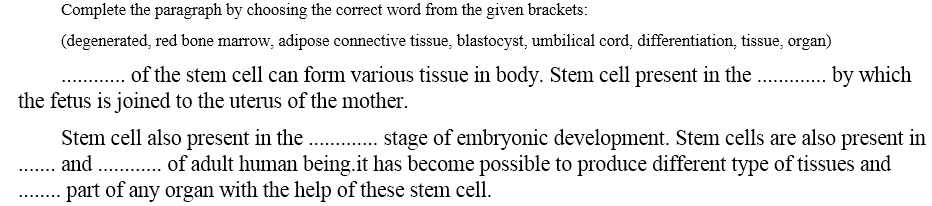 Complete the paragraph by choosing the correct word from the given brackets:
(degenerated, red bone marrow, adipose connective tissue, blastocyst, umbilical cord, differentiation, tissue, organ)
............ of the stem cell can form various tissue in body. Stem cell present in the ............. by which
the fetus is joined to the uterus of the mother.
Stem cell also present in the ............. stage of embryonic development. Stem cells are also present in
....... and ............ of adult human being.it has become possible to produce different type of tissues and
........ part of any organ with the help of these stem cell.